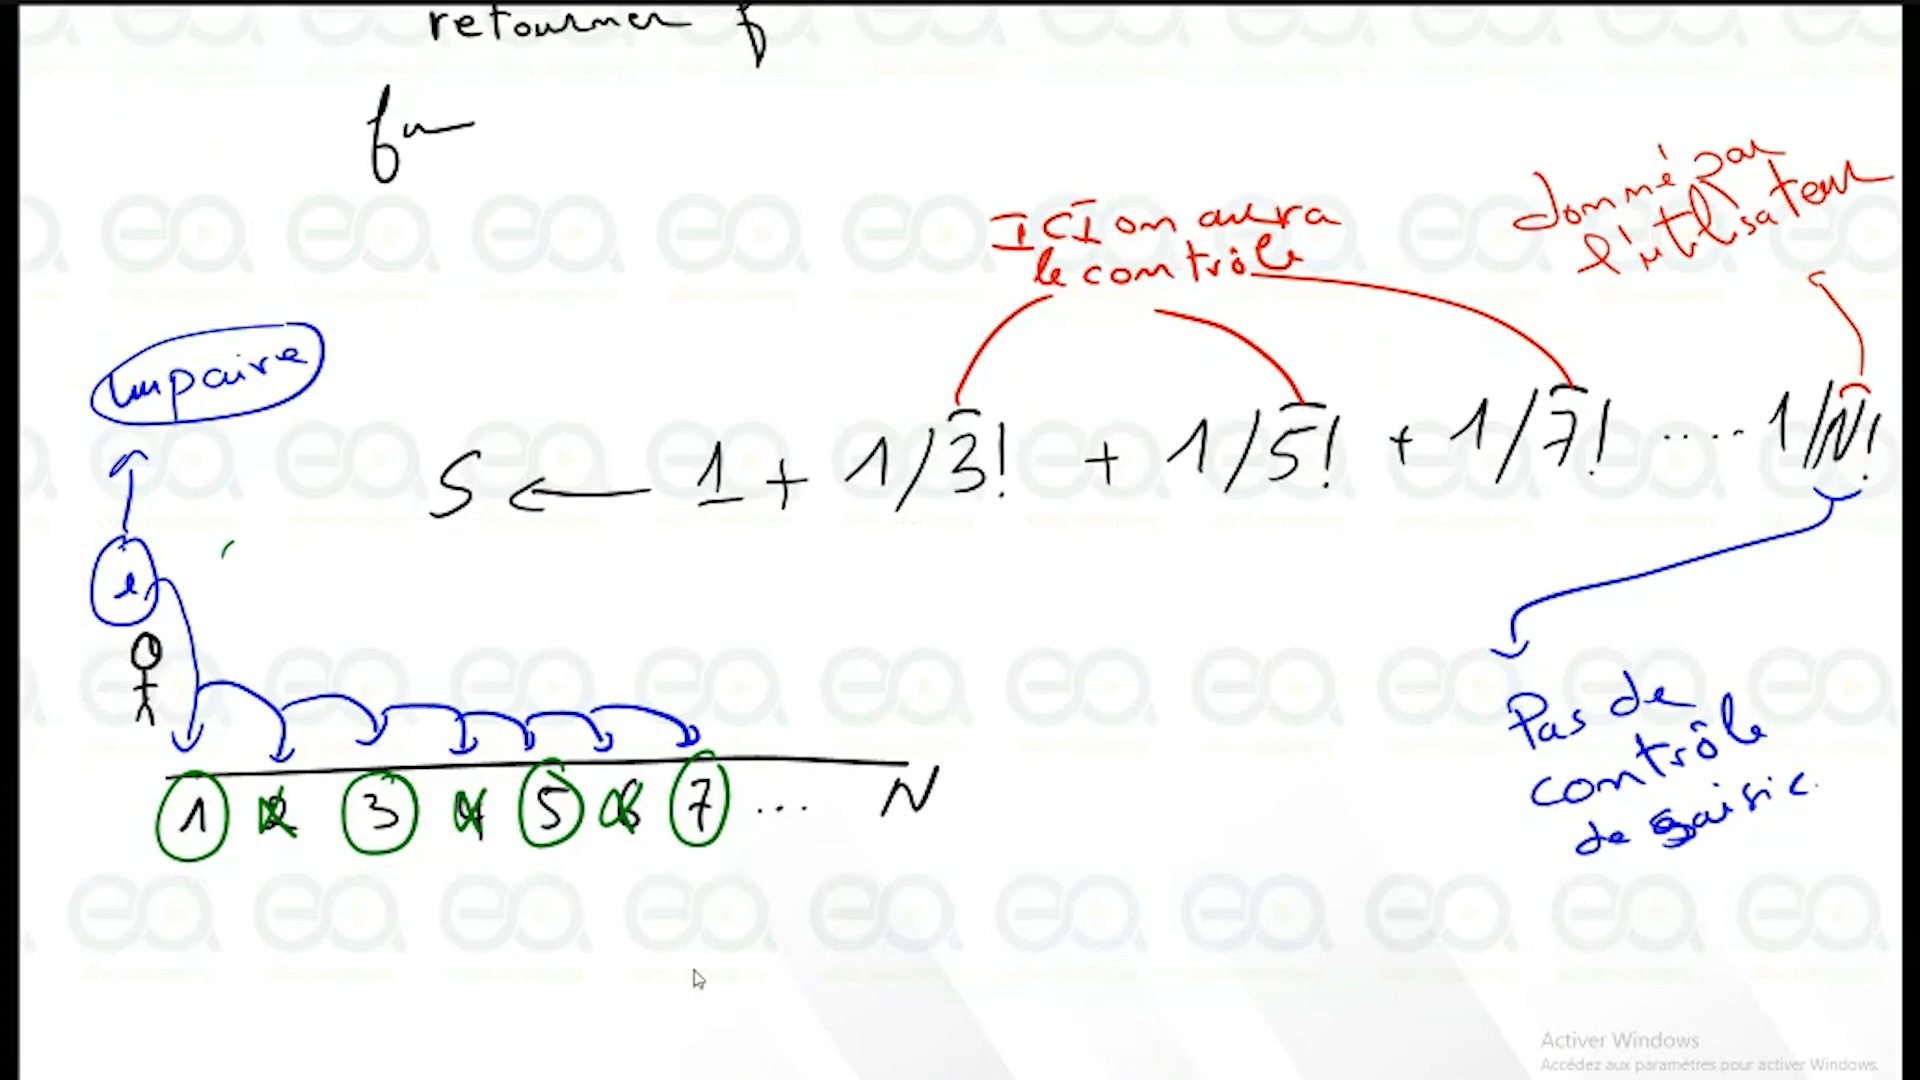 retourner f
fin
donné par
l'utilisateur
ICI on aura
le contrôle
Impaire
S ← 1 + 1/3! + 1/5! + 1/7! .... 1/N!
i
1 2 3 4 5 6 7 ... N
Pas de
contrôle
de saisie.
Activer Windows
Accédez aux paramètres pour activer Windows.